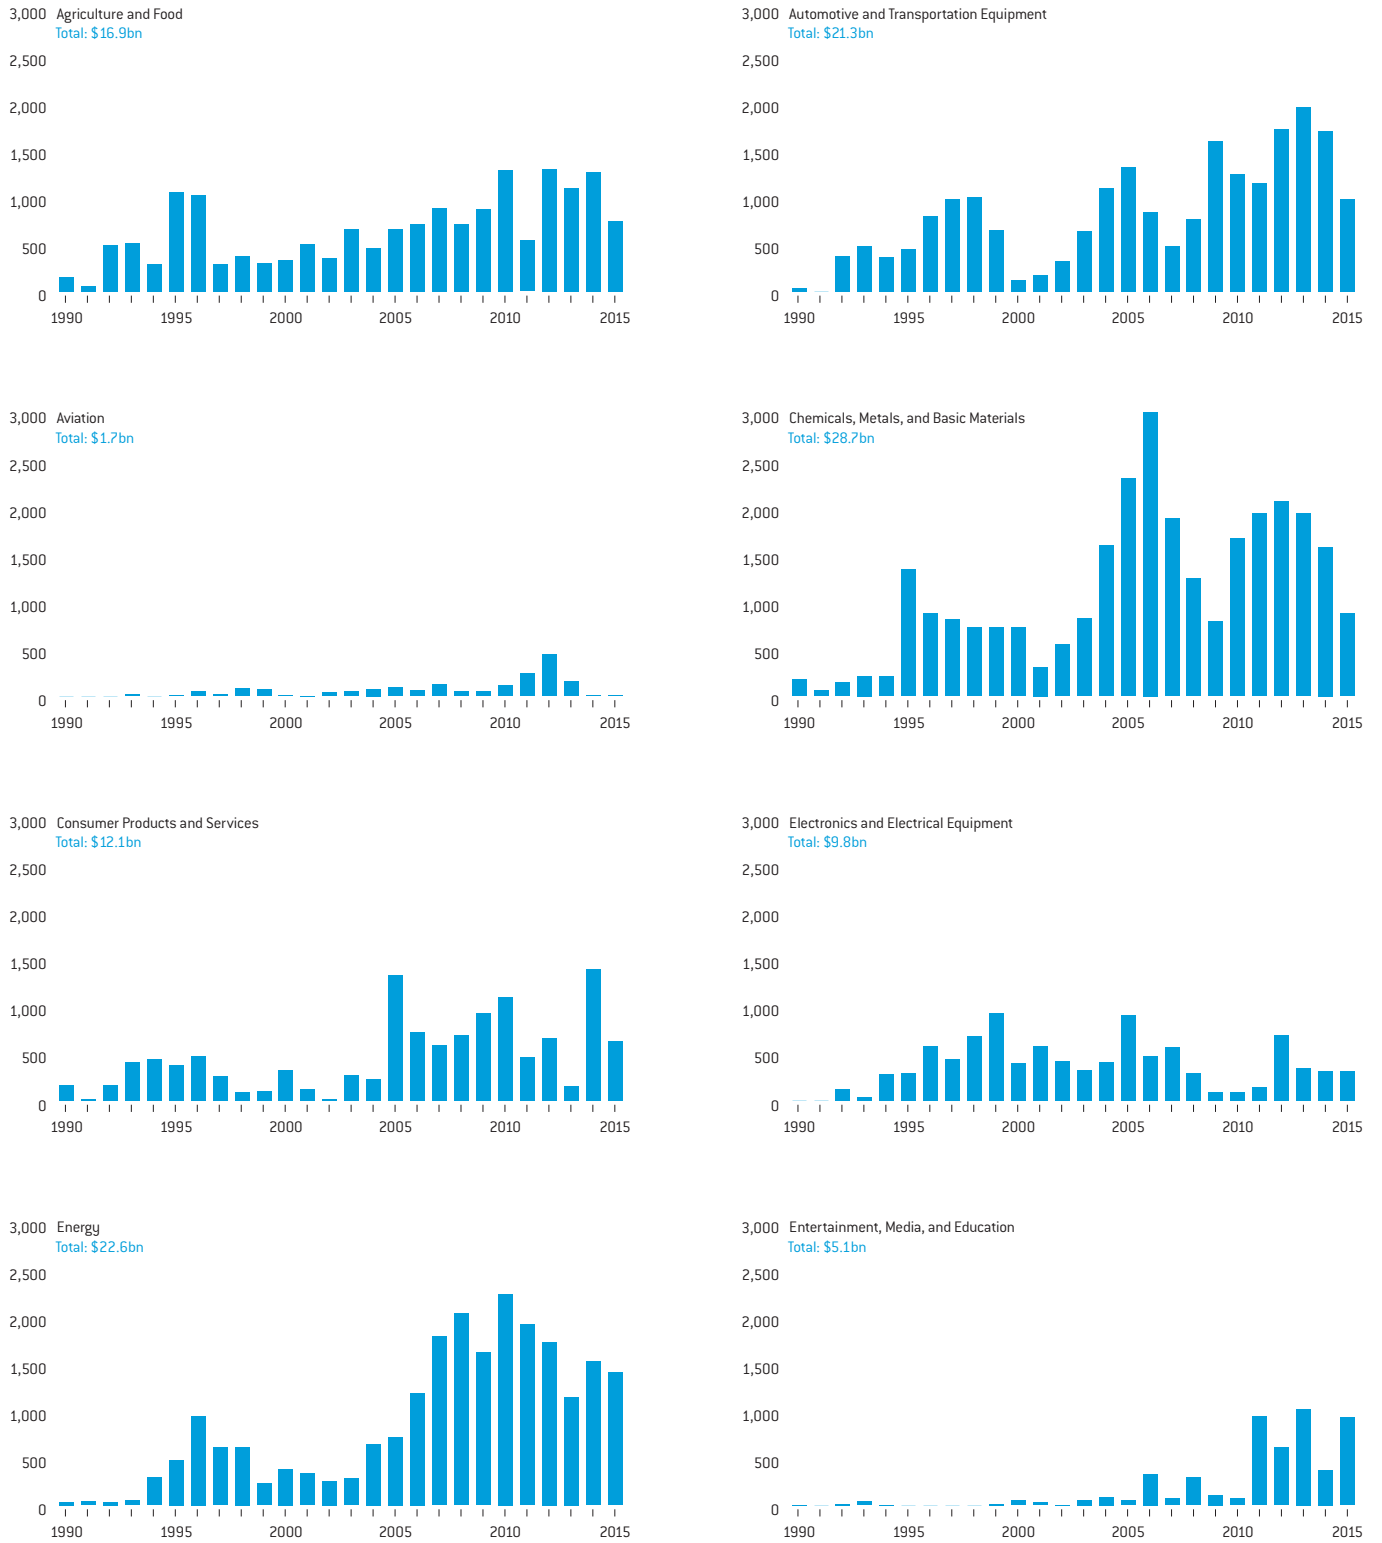 3,000 Agriculture and Food
Total: $16.9bn
2,500
2,000
1,500
1,000
500
0
1990 1995 2000 2005 2010 2015
3,000 Automotive and Transportation Equipment
Total: $21.3bn
2,500
2,000
1,500
1,000
500
0
1990 1995 2000 2005 2010 2015
3,000 Aviation
Total: $1.7bn
2,500
2,000
1,500
1,000
500
0
1990 1995 2000 2005 2010 2015
3,000 Chemicals, Metals, and Basic Materials
Total: $28.7bn
2,500
2,000
1,500
1,000
500
0
1990 1995 2000 2005 2010 2015
3,000 Consumer Products and Services
Total: $12.1bn
2,500
2,000
1,500
1,000
500
0
1990 1995 2000 2005 2010 2015
3,000 Electronics and Electrical Equipment
Total: $9.8bn
2,500
2,000
1,500
1,000
500
0
1990 1995 2000 2005 2010 2015
3,000 Energy
Total: $22.6bn
2,500
2,000
1,500
1,000
500
0
1990 1995 2000 2005 2010 2015
3,000 Entertainment, Media, and Education
Total: $5.1bn
2,500
2,000
1,500
1,000
500
0
1990 1995 2000 2005 2010 2015